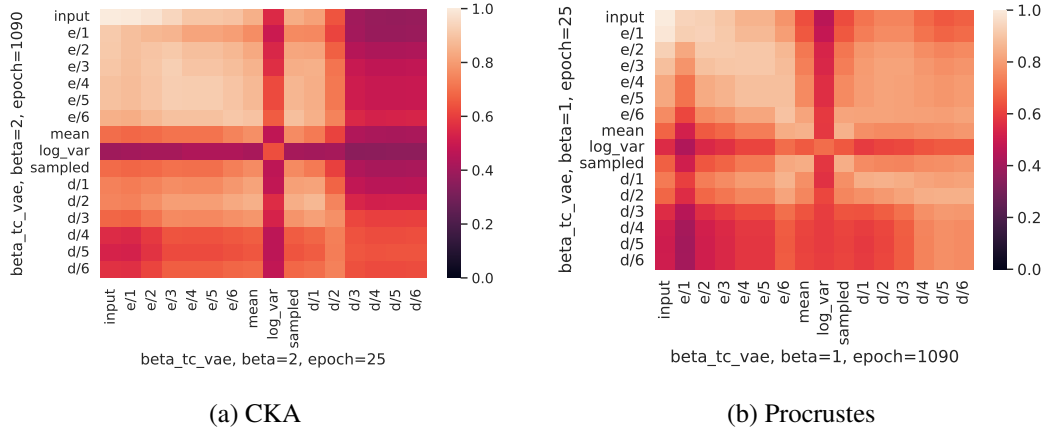 beta_tc_vae, beta=2, epoch=1090
input
e/1
e/2
e/3
e/4
e/5
e/6
mean
log_var
sampled
d/1
d/2
d/3
d/4
d/5
d/6
input
e/1
e/2
e/3
e/4
e/5
e/6
mean
log_var
sampled
d/1
d/2
d/3
d/4
d/5
d/6
beta_tc_vae, beta=2, epoch=25
1.0
0.8
0.6
0.4
0.2
0.0
(a) CKA
beta_tc_vae, beta=1, epoch=25
input
e/1
e/2
e/3
e/4
e/5
e/6
mean
log_var
sampled
d/1
d/2
d/3
d/4
d/5
d/6
input
e/1
e/2
e/3
e/4
e/5
e/6
mean
log_var
sampled
d/1
d/2
d/3
d/4
d/5
d/6
beta_tc_vae, beta=1, epoch=1090
1.0
0.8
0.6
0.4
0.2
0.0
(b) Procrustes